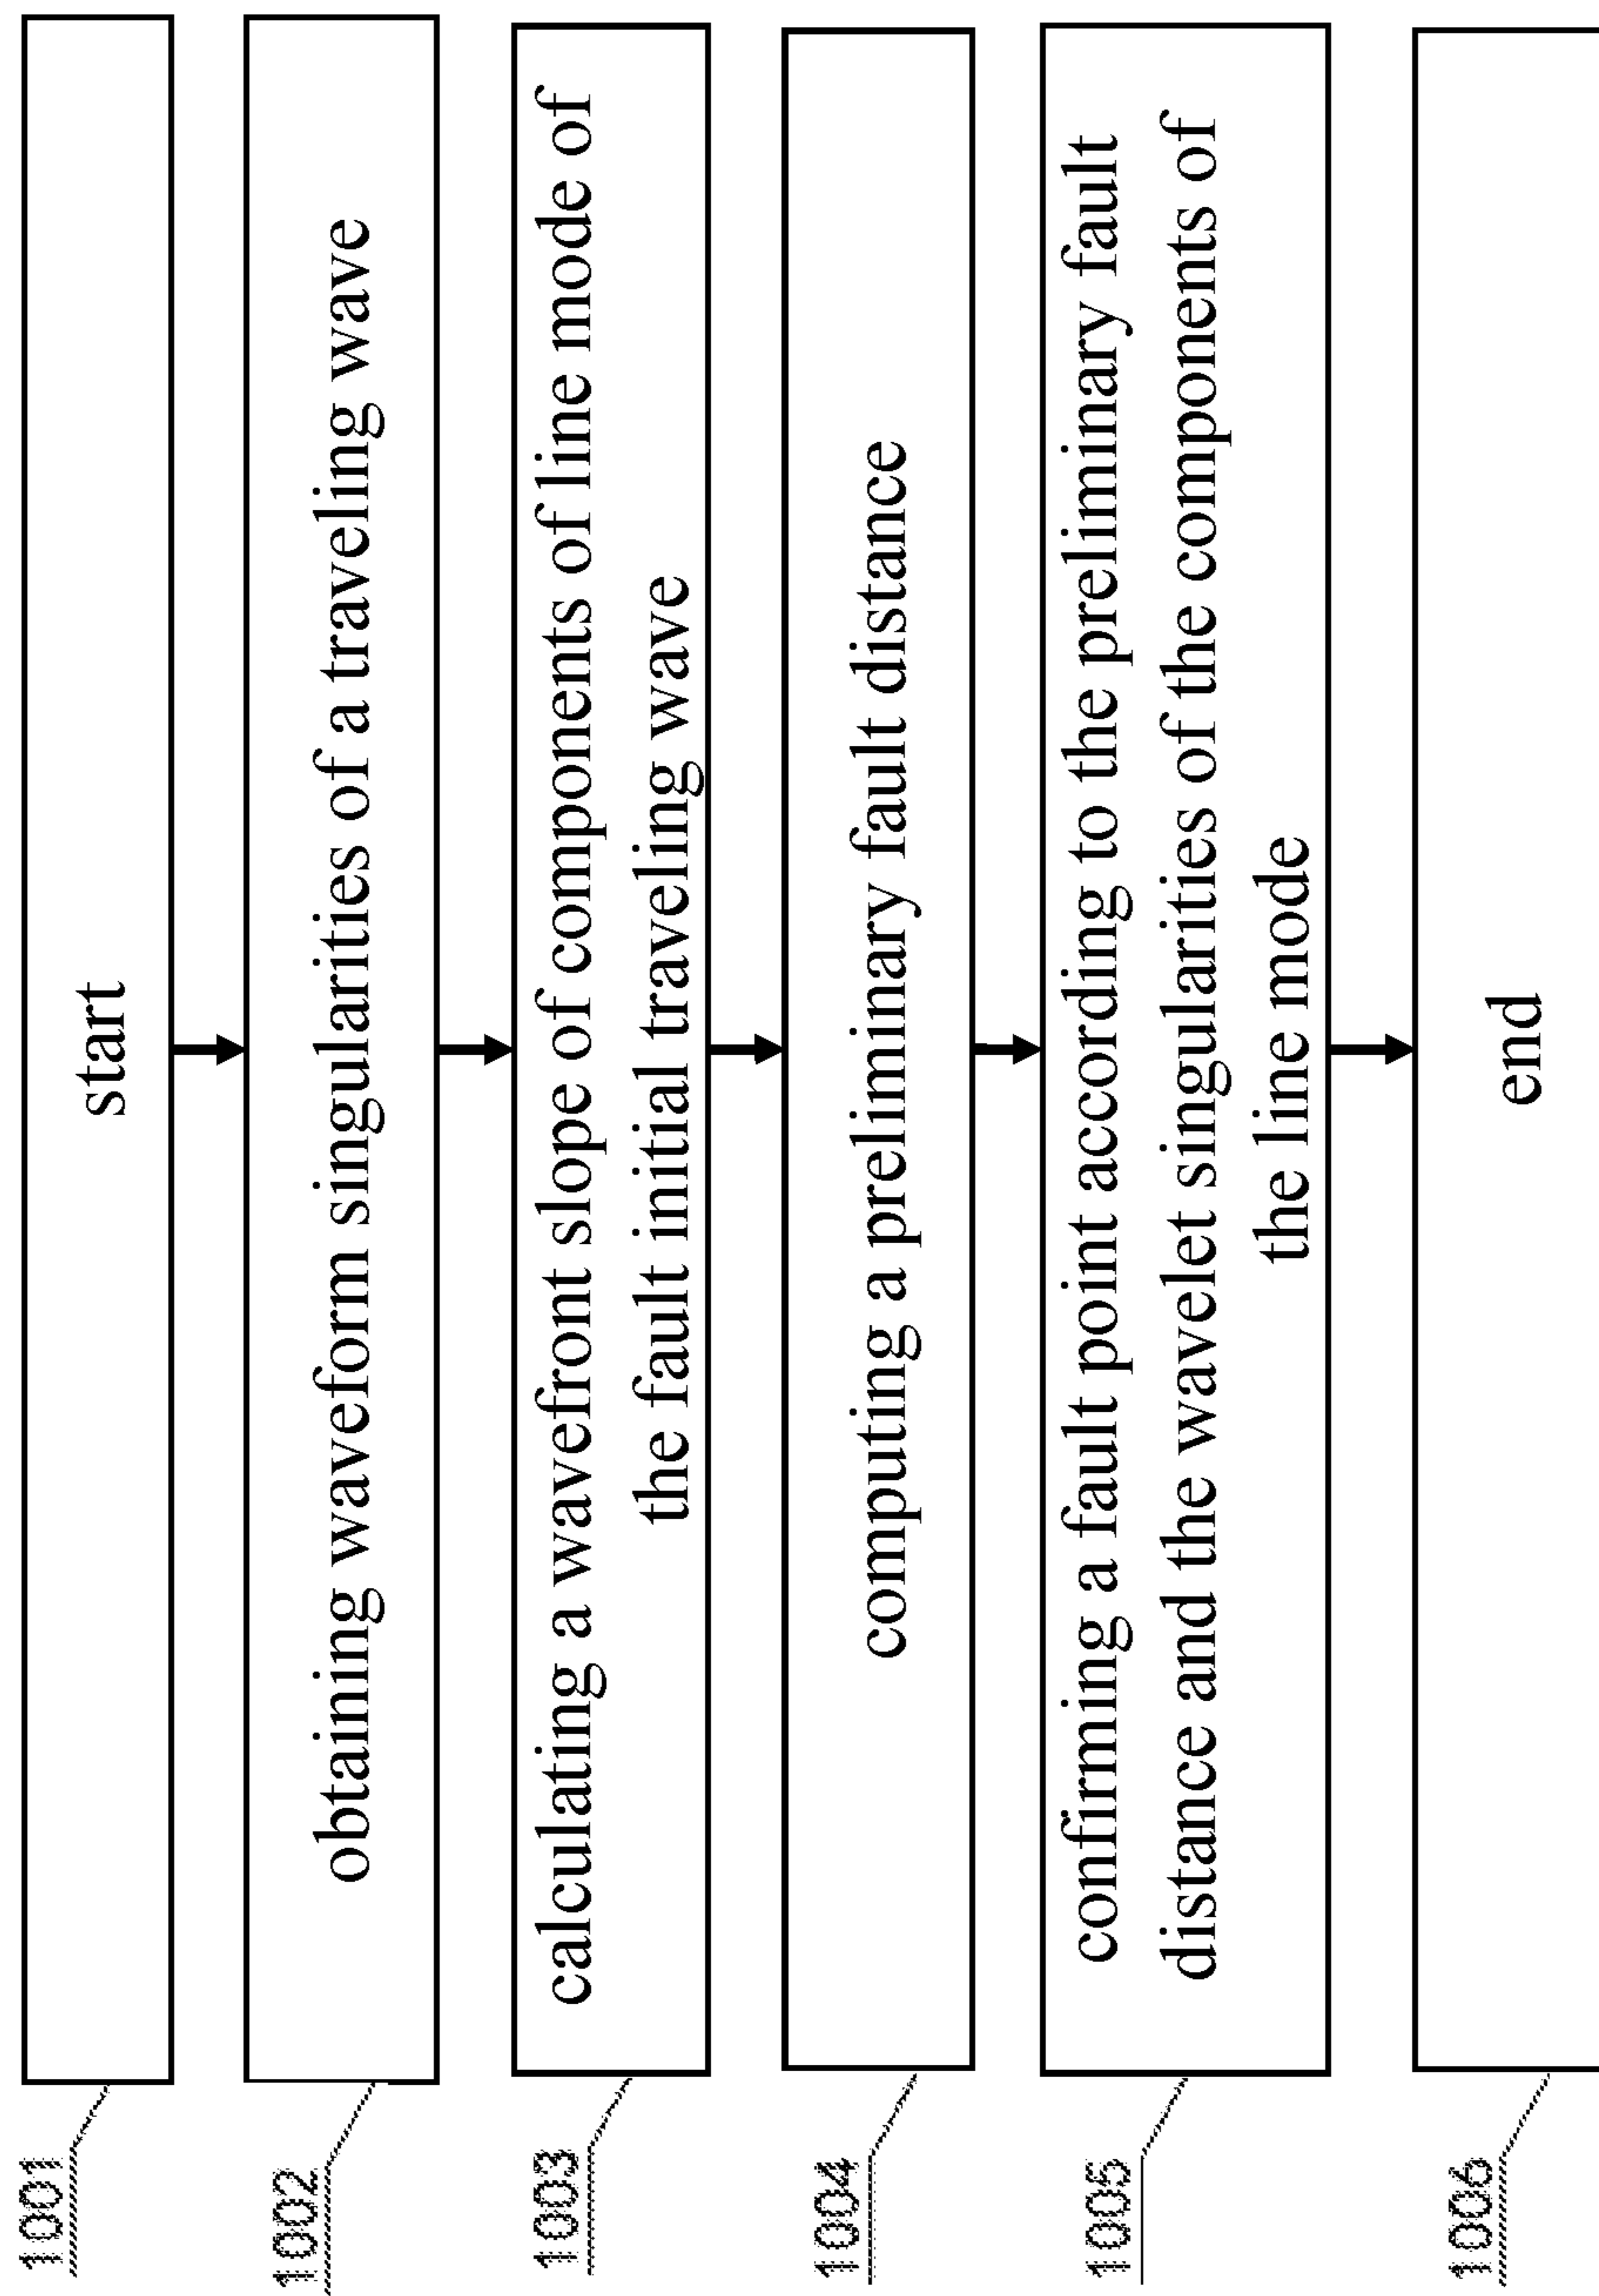 1001
start
1002
obtaining waveform singularities of a traveling wave
1003
calculating a wavefront slope of components of line mode of
the fault initial traveling wave
1004
computing a preliminary fault distance
1005
confirming a fault point according to the preliminary fault
distance and the wavelet singularities of the components of
the line mode
1006
end